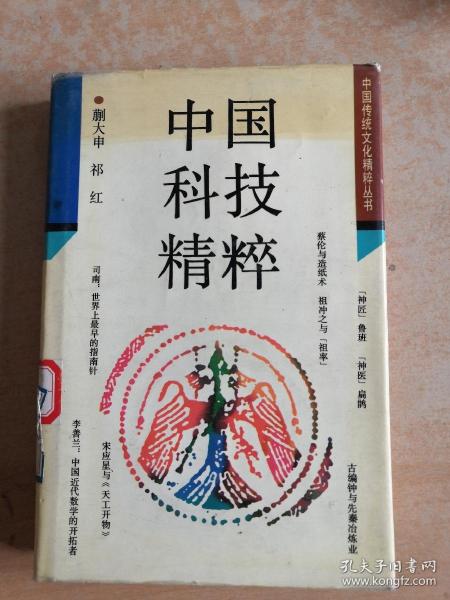 中国传统文化精粹丛书
中国
科技
精粹
蒯大申 祁红
「神匠」鲁班 「神医」扁鹊
蔡伦与造纸术 祖冲之与「祖率」
司南：世界上最早的指南针
古编钟与先秦冶炼业
宋应星与《天工开物》
李善兰：中国近代数学的开拓者
孔夫子旧书网
www.kongfz.com